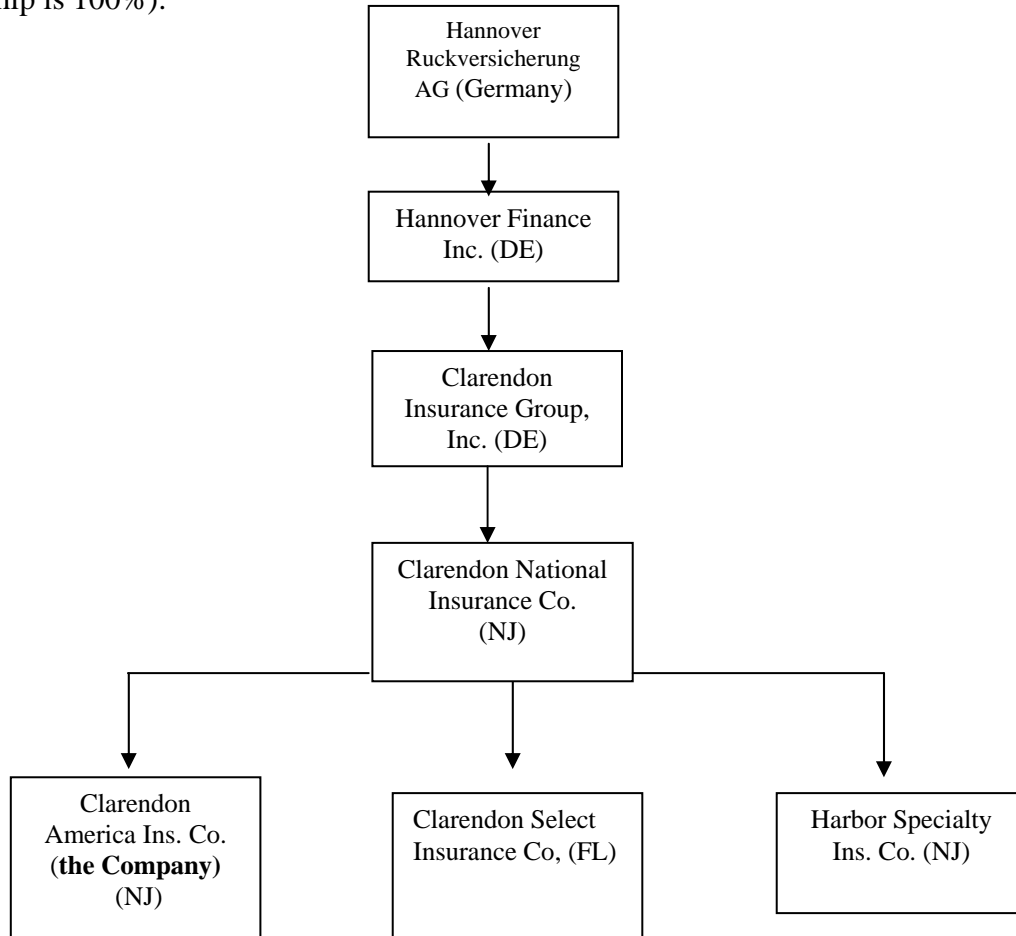 is 100%).
Hannover
Ruckversicherung
AG (Germany)
Hannover Finance
Inc. (DE)
Clarendon
Insurance Group,
Inc. (DE)
Clarendon National
Insurance Co.
(NJ)
Clarendon
America Ins. Co.
(the Company)
(NJ)
Clarendon Select
Insurance Co, (FL)
Harbor Specialty
Ins. Co. (NJ)